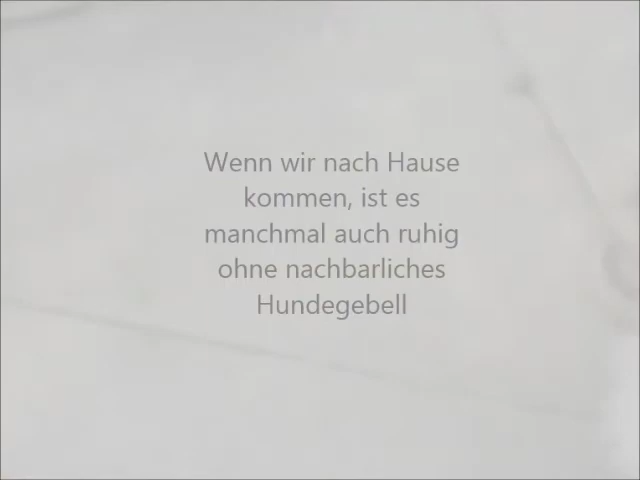 Wenn wir nach Hause
kommen, ist es
manchmal auch ruhig
ohne nachbarliches
Hundegebell